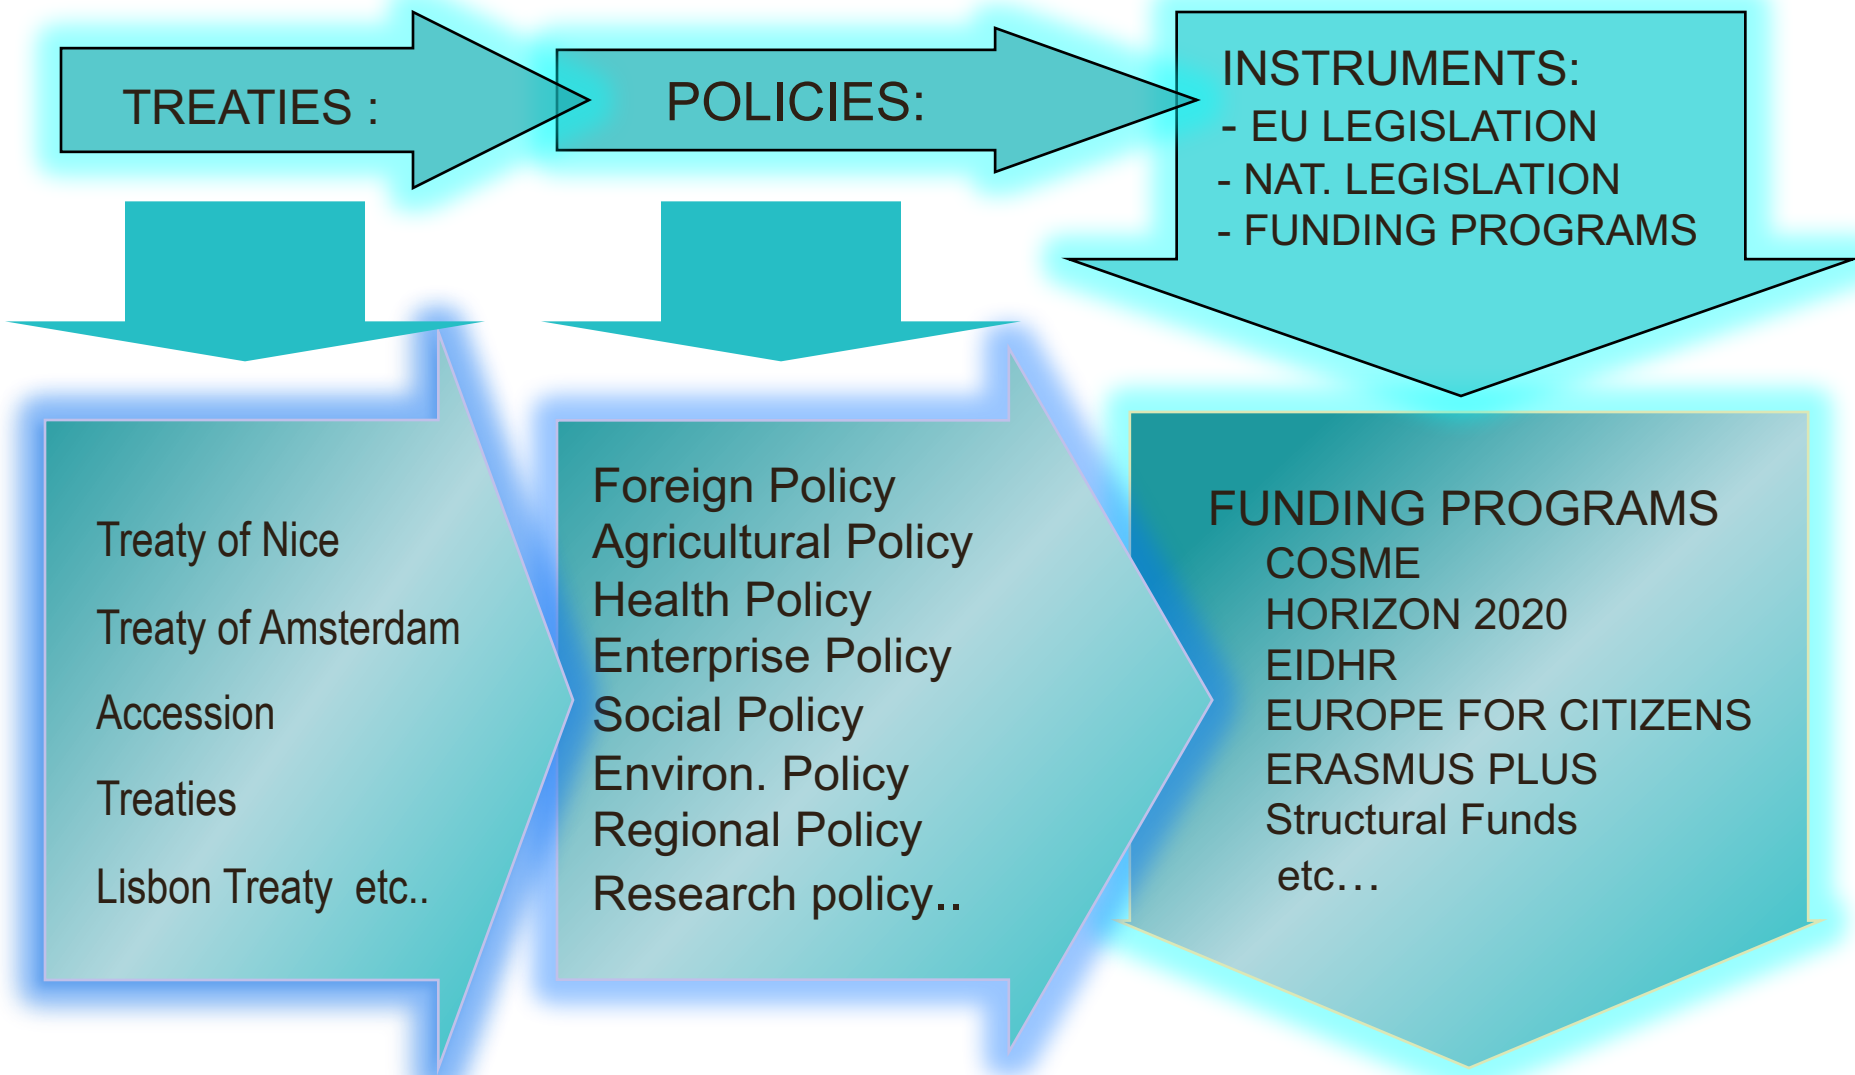 TREATIES :
POLICIES:
INSTRUMENTS:
- EU LEGISLATION
- NAT. LEGISLATION
- FUNDING PROGRAMS
Treaty of Nice
Treaty of Amsterdam
Accession
Treaties
Lisbon Treaty  etc..
Foreign Policy
Agricultural Policy
Health Policy
Enterprise Policy
Social Policy
Environ. Policy
Regional Policy
Research policy..
FUNDING PROGRAMS
COSME
HORIZON 2020
EIDHR
EUROPE FOR CITIZENS
ERASMUS PLUS
Structural Funds
etc…